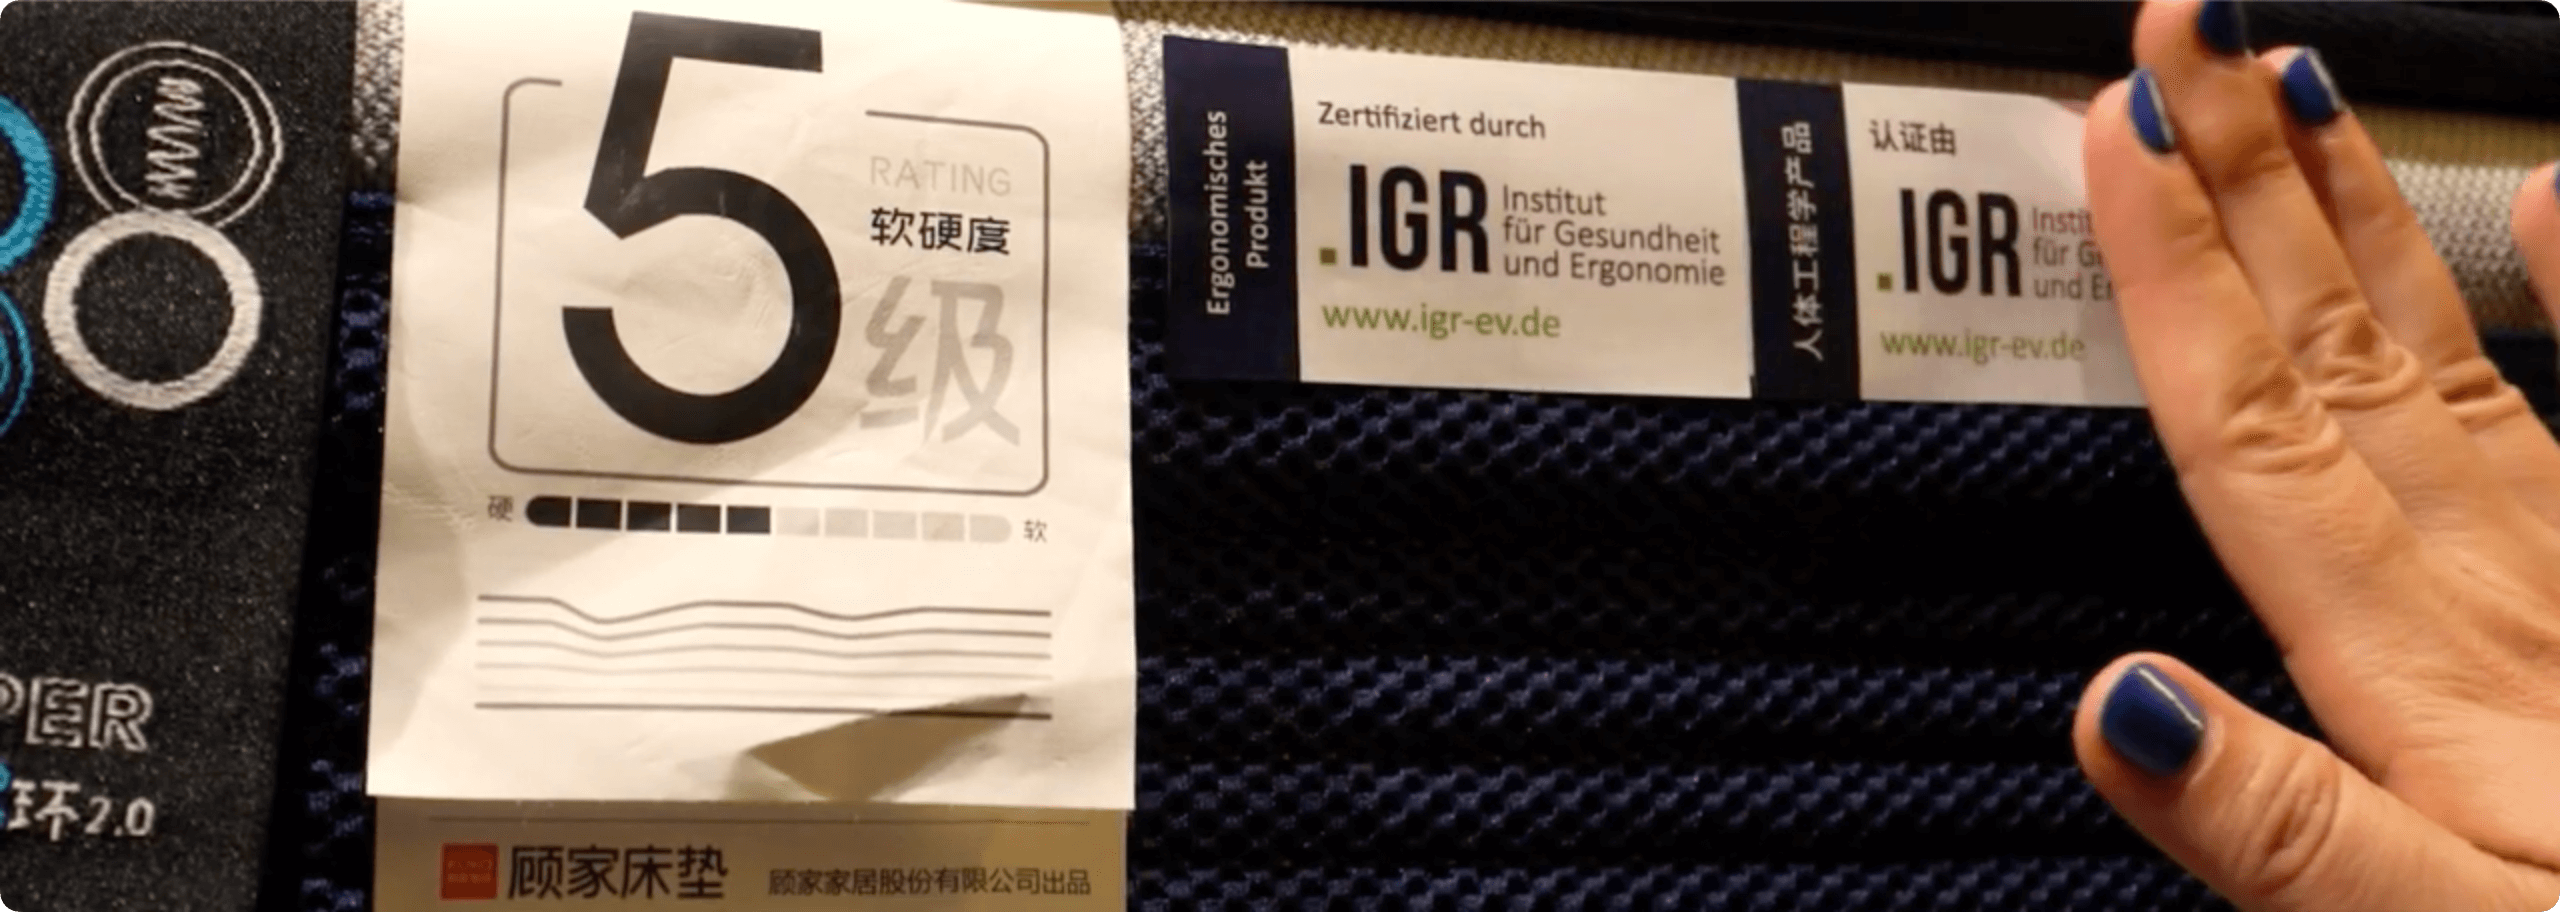 PER
环2.0
5
RATING
软硬度
级
硬
软
顾家床垫
顾家家居股份有限公司出品
Ergonomisches
Produkt
Zertifiziert durch
IGR
Institut
für Gesundheit
und Ergonomie
www.igr-ev.de
人体工程学产品
认证由
IGR
Instit
für G
und E
www.igr-ev.de